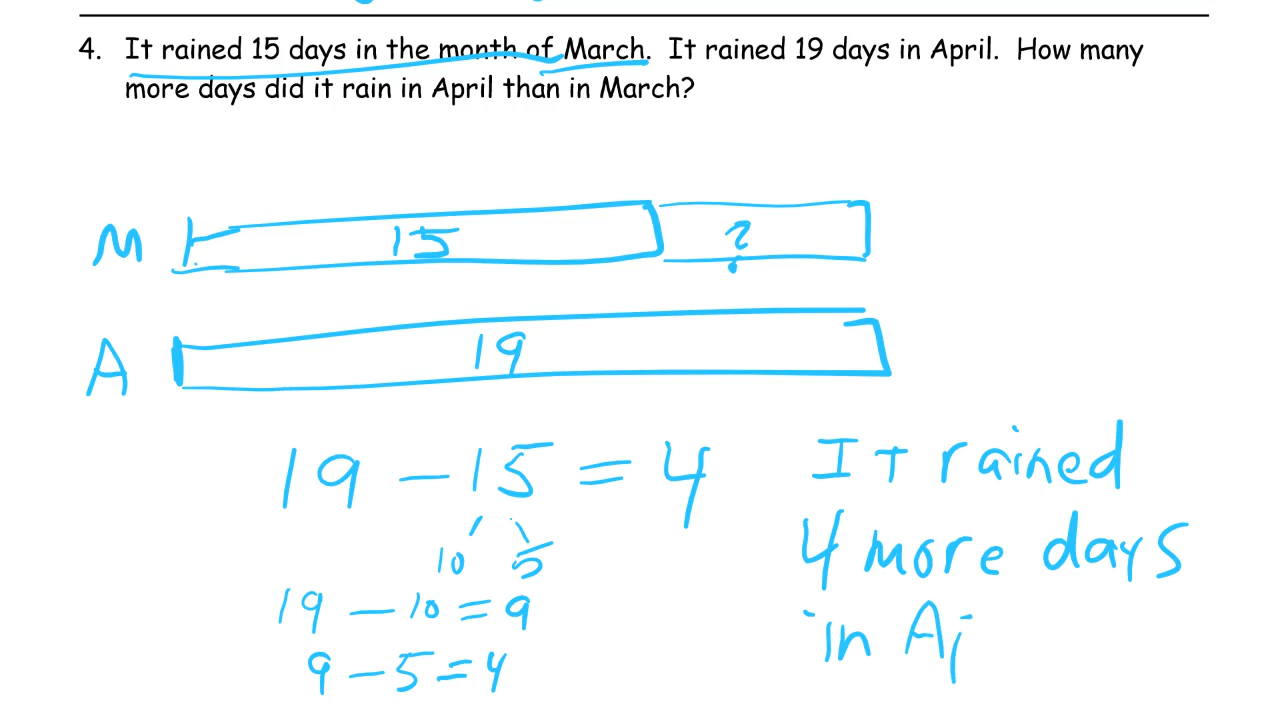 4. It rained 15 days in the month of March. It rained 19 days in April. How many
more days did it rain in April than in March?
M 15 ?
A 19
19 - 15 = 4
10 5
19 - 10 = 9
9 - 5 = 4
It rained
4 more days
in A